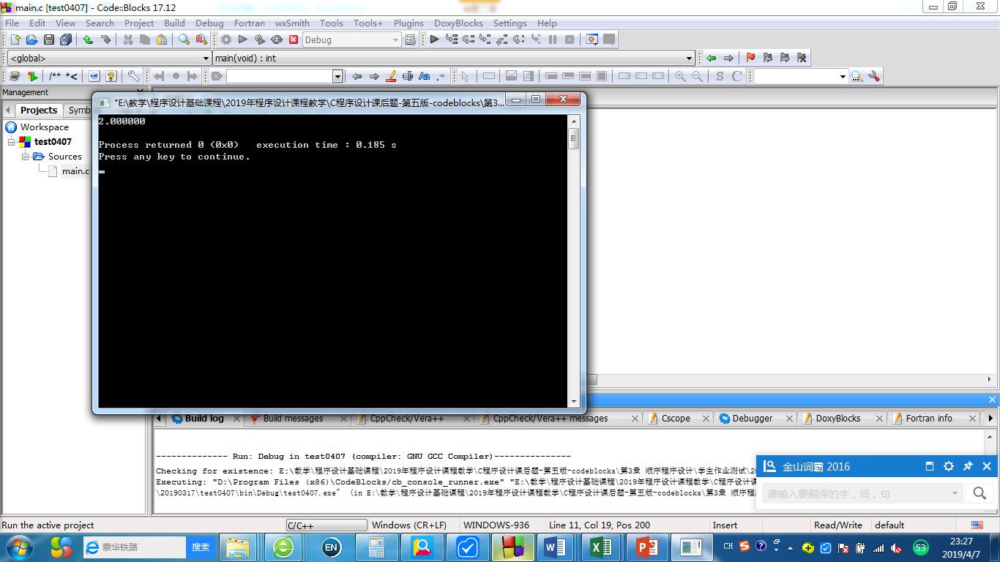 main.c [test0407] - Code::Blocks 17.12
File Edit View Search Project Build Debug Fortran wxSmith Tools Tools+ Plugins DoxyBlocks Settings Help
Debug
<global> main(void) : int
/** *<
S C
Management
Projects Symb
Workspace
test0407
Sources
main.c
"E:\教学\程序设计基础课程\2019年程序设计课程教学\C程序设计课后题-第五版-codeblocks\第3...
2.000000
Process returned 0 (0x0)   execution time : 0.185 s
Press any key to continue.
Build log Build messages CppCheck/Vera++ CppCheck/Vera++ messages Cscope Debugger DoxyBlocks Fortran info
-------------- Run: Debug in test0407 (compiler: GNU GCC Compiler)---------------
Checking for existence: E:\教学\程序设计基础课程\2019年程序设计课程教学\C程序设计课后题-第五版-codeblocks\第3章 顺序程序设计\学生作业测试\20
Executing: "D:\Program Files (x86)\CodeBlocks/cb_console_runner.exe" "E:\教学\程序设计基础课程\2019年程序设计课程教学\C程序设计课
\20190317\test0407\bin\Debug\test0407.exe"  (in E:\教学\程序设计基础课程\2019年程序设计课程教学\C程序设计课后题-第五版-codeblocks\第3章 顺序程
金山词霸 2016
请输入要翻译的字，词，句
Run the active project C/C++ Windows (CR+LF) WINDOWS-936 Line 11, Col 19, Pos 200 Insert Read/Write default
蒙华铁路 搜索 EN CH 53 23:27
2019/4/7